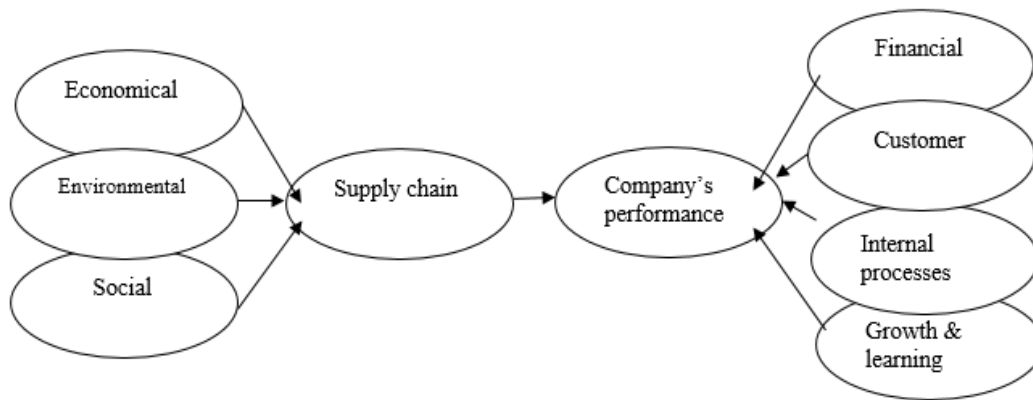 Economical
Environmental
Social
Supply chain
Company’s
performance
Financial
Customer
Internal
processes
Growth &
learning